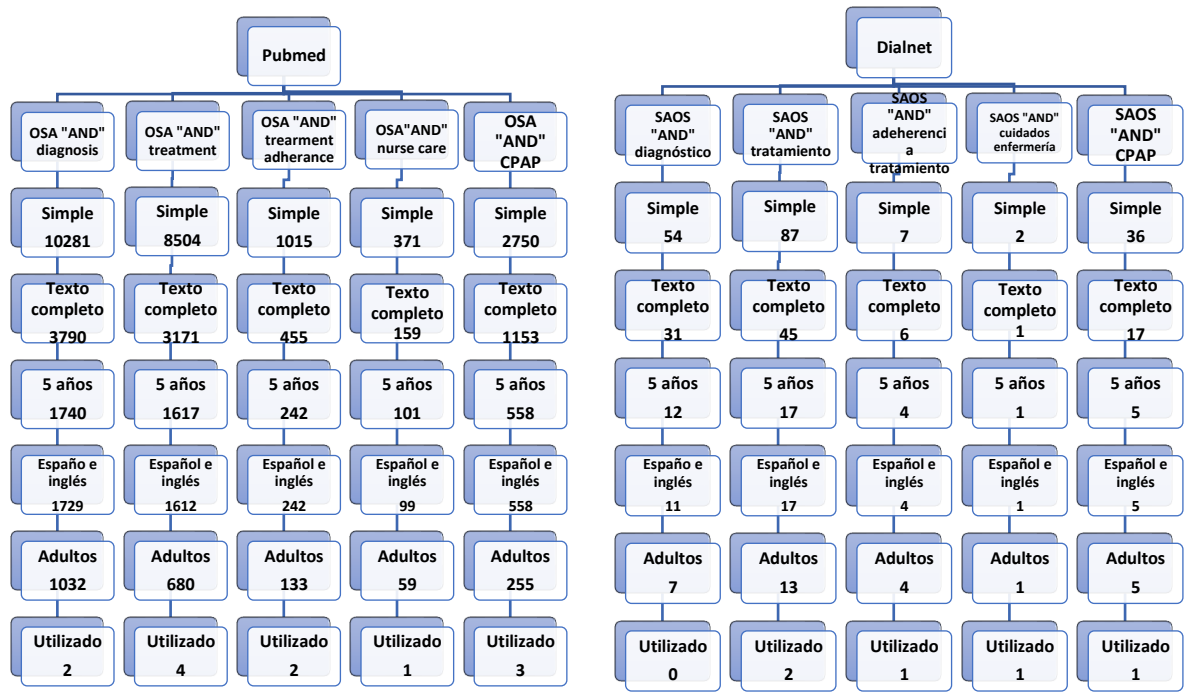 Pubmed
OSA "AND"
diagnosis
Simple
10281
Texto
completo
3790
5 años
1740
Españo e
inglés
1729
Adultos
1032
Utilizado
2
OSA "AND"
treatment
Simple
8504
Texto
completo
3171
5 años
1617
Español e
inglés
1612
Adultos
680
Utilizado
4
OSA "AND"
trearment
adherance
Simple
1015
Texto
completo
455
5 años
242
Español e
inglés
242
Adultos
133
Utilizado
2
OSA"AND"
nurse care
Simple
371
Texto
completo
159
5 años
101
Español e
inglés
99
Adultos
59
Utilizado
1
OSA
"AND"
CPAP
Simple
2750
Texto
completo
1153
5 años
558
Español e
inglés
558
Adultos
255
Utilizado
3
Dialnet
SAOS
"AND"
diagnóstico
Simple
54
Texto
completo
31
5 años
12
Españo e
inglés
11
Adultos
7
Utilizado
0
SAOS
"AND"
tratamiento
Simple
87
Texto
completo
45
5 años
17
Español e
inglés
17
Adultos
13
Utilizado
2
SAOS
"AND"
adeherenci
a
tratamiento
Simple
7
Texto
completo
6
5 años
4
Español e
inglés
4
Adultos
4
Utilizado
1
SAOS "AND"
cuidados
enfermería
Simple
2
Texto
completo
1
5 años
1
Español e
inglés
1
Adultos
1
Utilizado
1
SAOS
"AND"
CPAP
Simple
36
Texto
completo
17
5 años
5
Español e
inglés
5
Adultos
5
Utilizado
1